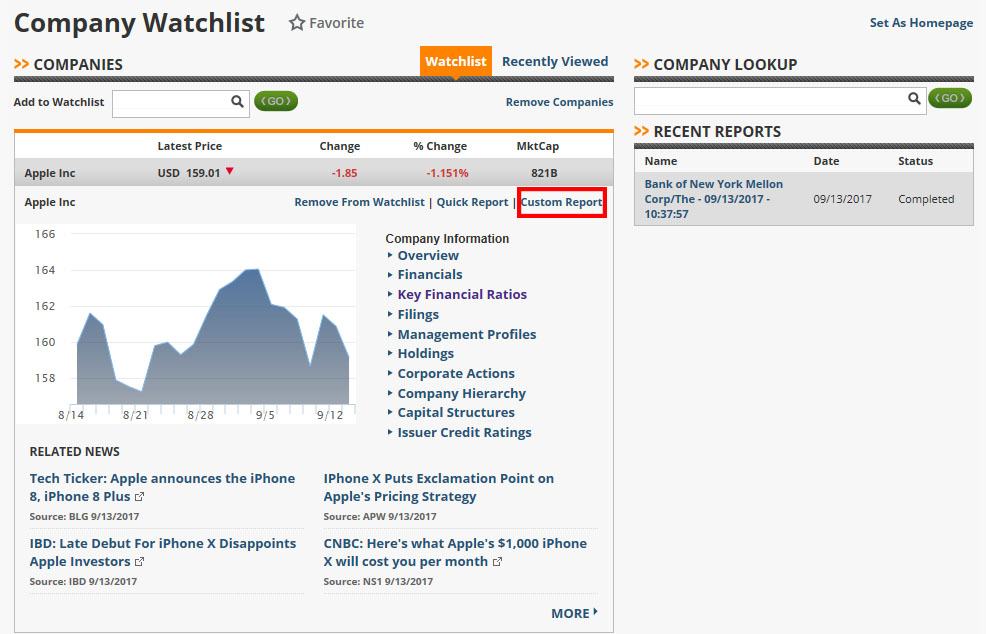 Company Watchlist
Favorite
Set As Homepage
>> COMPANIES
Watchlist
Recently Viewed
Add to Watchlist
GO
Remove Companies
Latest Price Change % Change MktCap
Apple Inc USD 159.01 -1.85 -1.151% 821B
Apple Inc
Remove From Watchlist | Quick Report | Custom Report
166
164
162
160
158
8/14 8/21 8/28 9/5 9/12
Company Information
Overview
Financials
Key Financial Ratios
Filings
Management Profiles
Holdings
Corporate Actions
Company Hierarchy
Capital Structures
Issuer Credit Ratings
RELATED NEWS
Tech Ticker: Apple announces the iPhone
8, iPhone 8 Plus
Source: BLG 9/13/2017
IPhone X Puts Exclamation Point on
Apple's Pricing Strategy
Source: APW 9/13/2017
IBD: Late Debut For iPhone X Disappoints
Apple Investors
Source: IBD 9/13/2017
CNBC: Here's what Apple's $1,000 iPhone
X will cost you per month
Source: NS1 9/13/2017
MORE
>> COMPANY LOOKUP
GO
>> RECENT REPORTS
Name Date Status
Bank of New York Mellon
Corp/The - 09/13/2017 -
10:37:57
09/13/2017
Completed